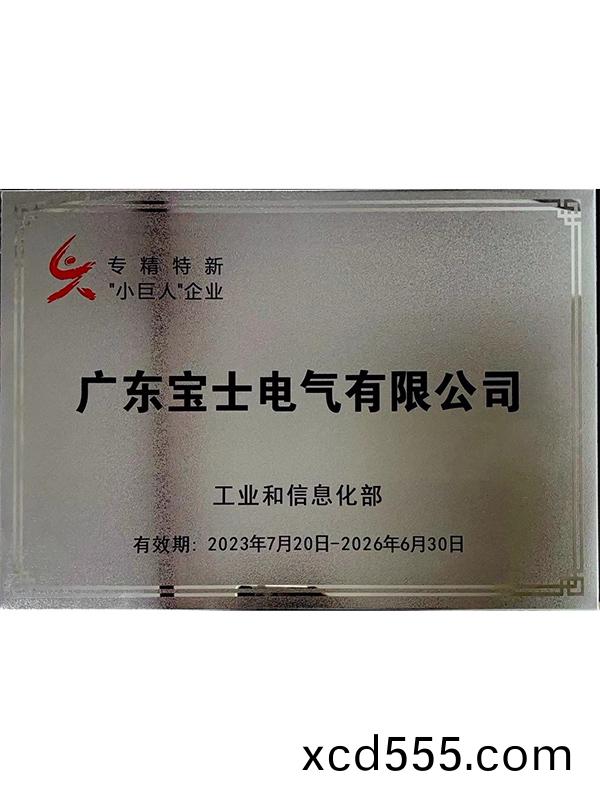 专精特新
"小巨人"企业
广东宝士电气有限公司
工业和信息化部
有效期：2023年7月20日-2026年6月30日
xcd555.com